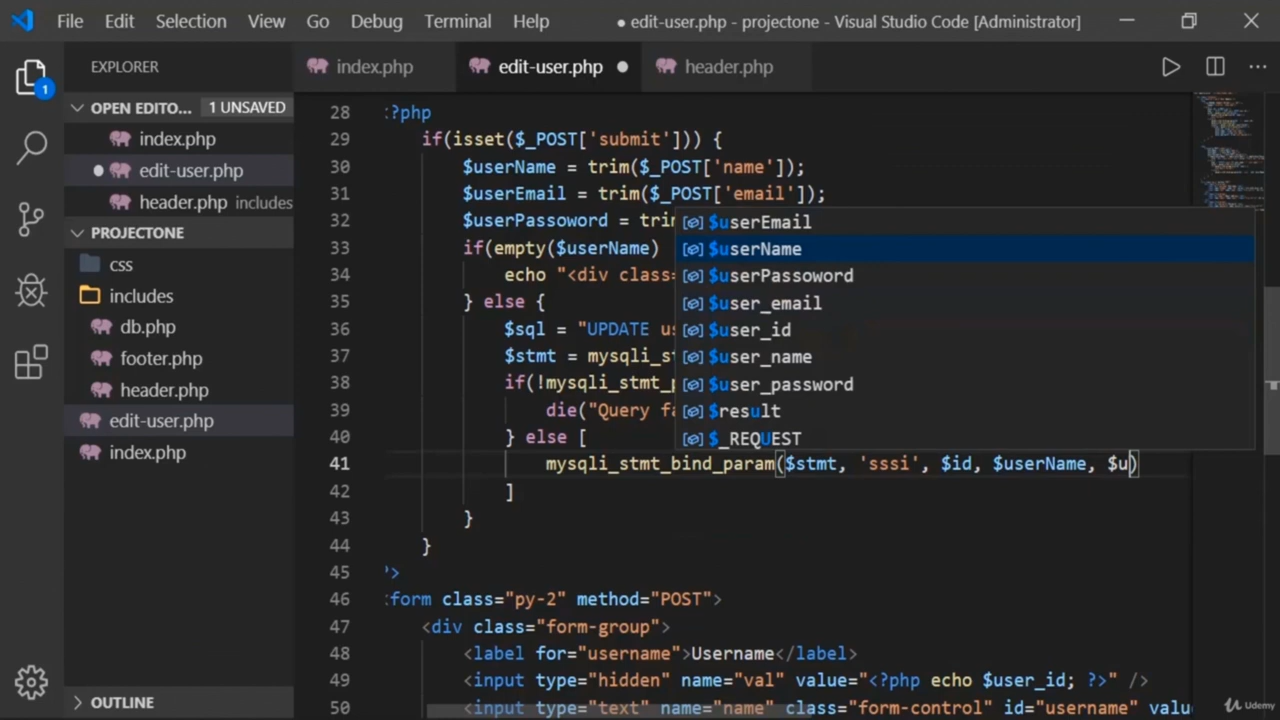 File Edit Selection View Go Debug Terminal Help ● edit-user.php - projectone - Visual Studio Code [Administrator]
EXPLORER
index.php edit-user.php header.php
OPEN EDITO... 1 UNSAVED
index.php
edit-user.php
header.php includes
PROJECTONE
css
includes
db.php
footer.php
header.php
edit-user.php
index.php
OUTLINE
1
28 ?php
29 if(isset($_POST['submit'])) {
30 $userName = trim($_POST['name']);
31 $userEmail = trim($_POST['email']);
32 $userPassoword = trim
33 if(empty($userName)
34 echo "<div class=
35 } else {
36 $sql = "UPDATE us
37 $stmt = mysqli_st
38 if(!mysqli_stmt_p
39 die("Query fa
40 } else [
41 mysqli_stmt_bind_param($stmt, 'sssi', $id, $userName, $u)
42 ]
43 }
44 }
45 ?>
46 form class="py-2" method="POST">
47 <div class="form-group">
48 <label for="username">Username</label>
49 <input type="hidden" name="val" value="<?php echo $user_id; ?>" />
50 <input type="text" name="name" class="form-control" id="username" valu
$userEmail
$userName
$userPassoword
$user_email
$user_id
$user_name
$user_password
$result
$_REQUEST
Udemy